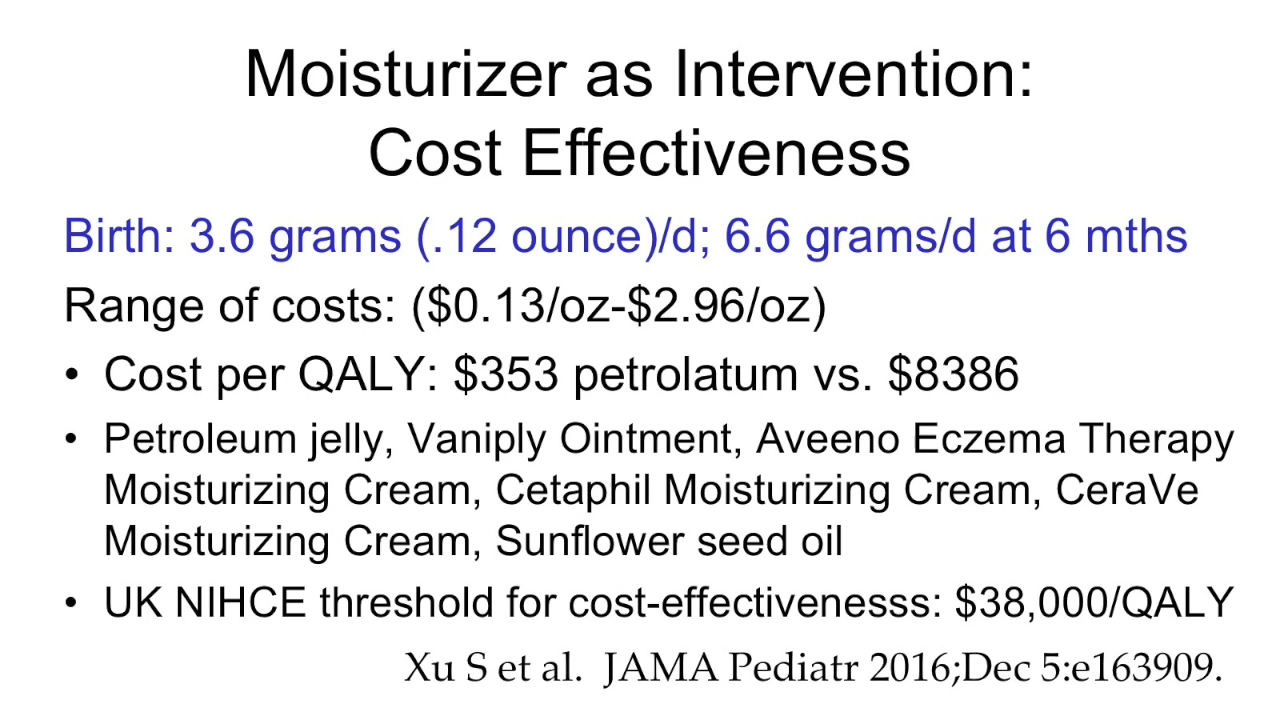 Moisturizer as Intervention:
Cost Effectiveness
Birth: 3.6 grams (.12 ounce)/d; 6.6 grams/d at 6 mths
Range of costs: ($0.13/oz-$2.96/oz)
• Cost per QALY: $353 petrolatum vs. $8386
• Petroleum jelly, Vaniply Ointment, Aveeno Eczema Therapy
Moisturizing Cream, Cetaphil Moisturizing Cream, CeraVe
Moisturizing Cream, Sunflower seed oil
• UK NIHCE threshold for cost-effectivenesss: $38,000/QALY
Xu S et al. JAMA Pediatr 2016;Dec 5:e163909.